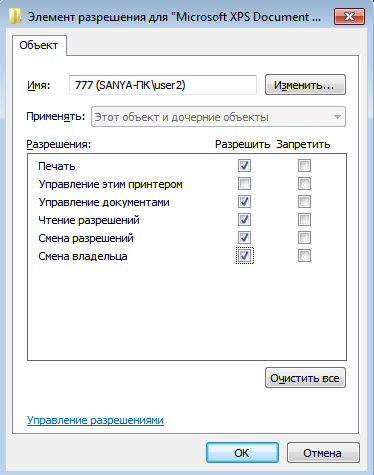 Элемент разрешения для "Microsoft XPS Document ...
Объект
Имя: 777 (SANYA-ПК\user2) Изменить...
Применять: Этот объект и дочерние объекты
Разрешения: Разрешить Запретить
Печать
Управление этим принтером
Управление документами
Чтение разрешений
Смена разрешений
Смена владельца
Очистить все
Управление разрешениями
ОК Отмена